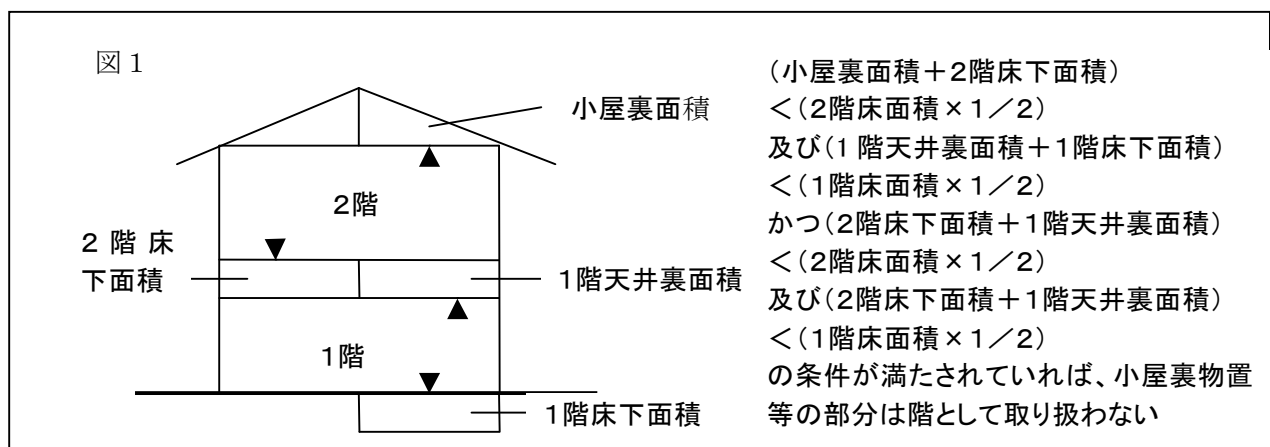 図1
小屋裏面積
2階
2階床
下面積
1階天井裏面積
1階
1階床下面積
(小屋裏面積+2階床下面積)
<(2階床面積×1/2)
及び(1階天井裏面積+1階床下面積)
<(1階床面積×1/2)
かつ(2階床下面積+1階天井裏面積)
<(2階床面積×1/2)
及び(2階床下面積+1階天井裏面積)
<(1階床面積×1/2)
の条件が満たされていれば、小屋裏物置
等の部分は階として取り扱わない